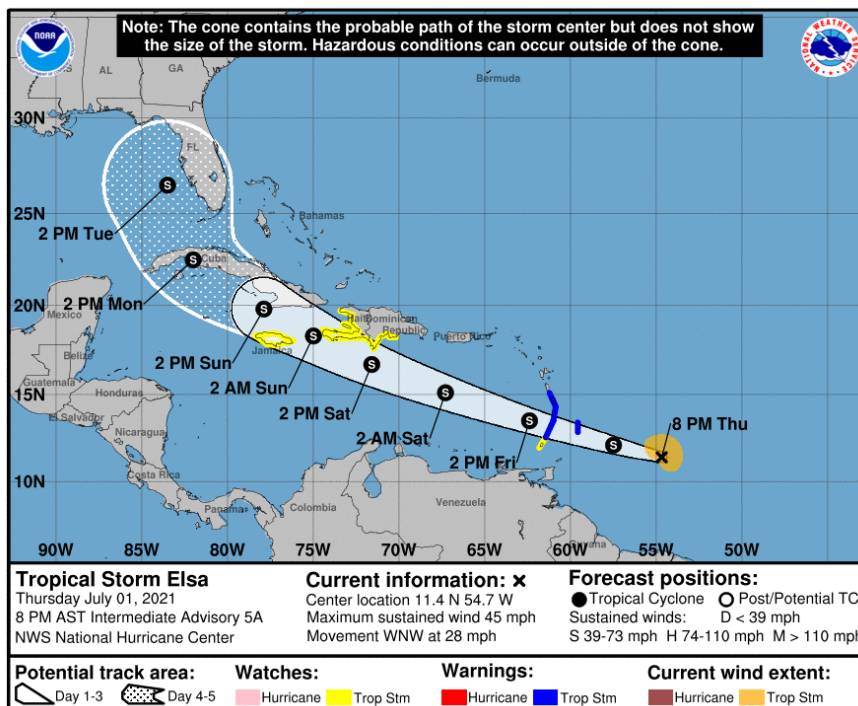 Note: The cone contains the probable path of the storm center but does not show
the size of the storm. Hazardous conditions can occur outside of the cone.
NOAA
NATIONAL WEATHER SERVICE
AL
GA
Bermuda
30N
FL
25N
2 PM Tue
Bahamas
Cuba
20N
2 PM Mon
Mexico
Haiti
Dominican
Republic
Puerto Rico
Belize
Jamaica
2 PM Sun
2 AM Sun
15N
Guatemala
Honduras
2 PM Sat
El Salvador
8 PM Thu
Nicaragua
2 AM Sat
2 PM Fri
10N
Costa Rica
Panama
Venezuela
Colombia
Guyana
90W 85W 80W 75W 70W 65W 60W 55W 50W
S
S
S
S
S
S
S
S
Tropical Storm Elsa
Thursday July 01, 2021
8 PM AST Intermediate Advisory 5A
NWS National Hurricane Center
Current information: ×
Center location 11.4 N 54.7 W
Maximum sustained wind 45 mph
Movement WNW at 28 mph
Forecast positions:
Tropical Cyclone Post/Potential TC
Sustained winds: D < 39 mph
S 39-73 mph H 74-110 mph M > 110 mph
Potential track area:
Day 1-3 Day 4-5
Watches:
Hurricane Trop Stm
Warnings:
Hurricane Trop Stm
Current wind extent:
Hurricane Trop Stm